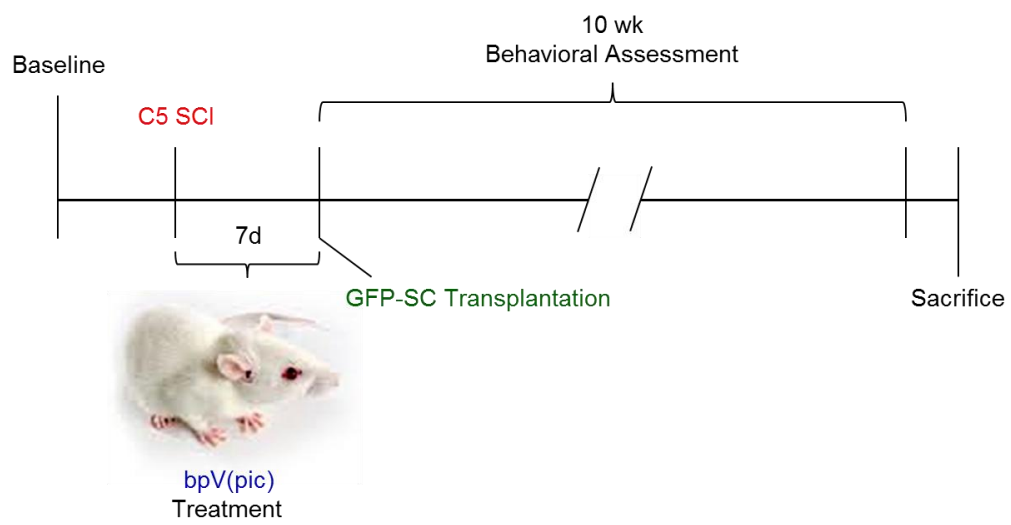 10 wk
Behavioral Assessment
Baseline
C5 SCI
7d
GFP-SC Transplantation
Sacrifice
bpV(pic)
Treatment